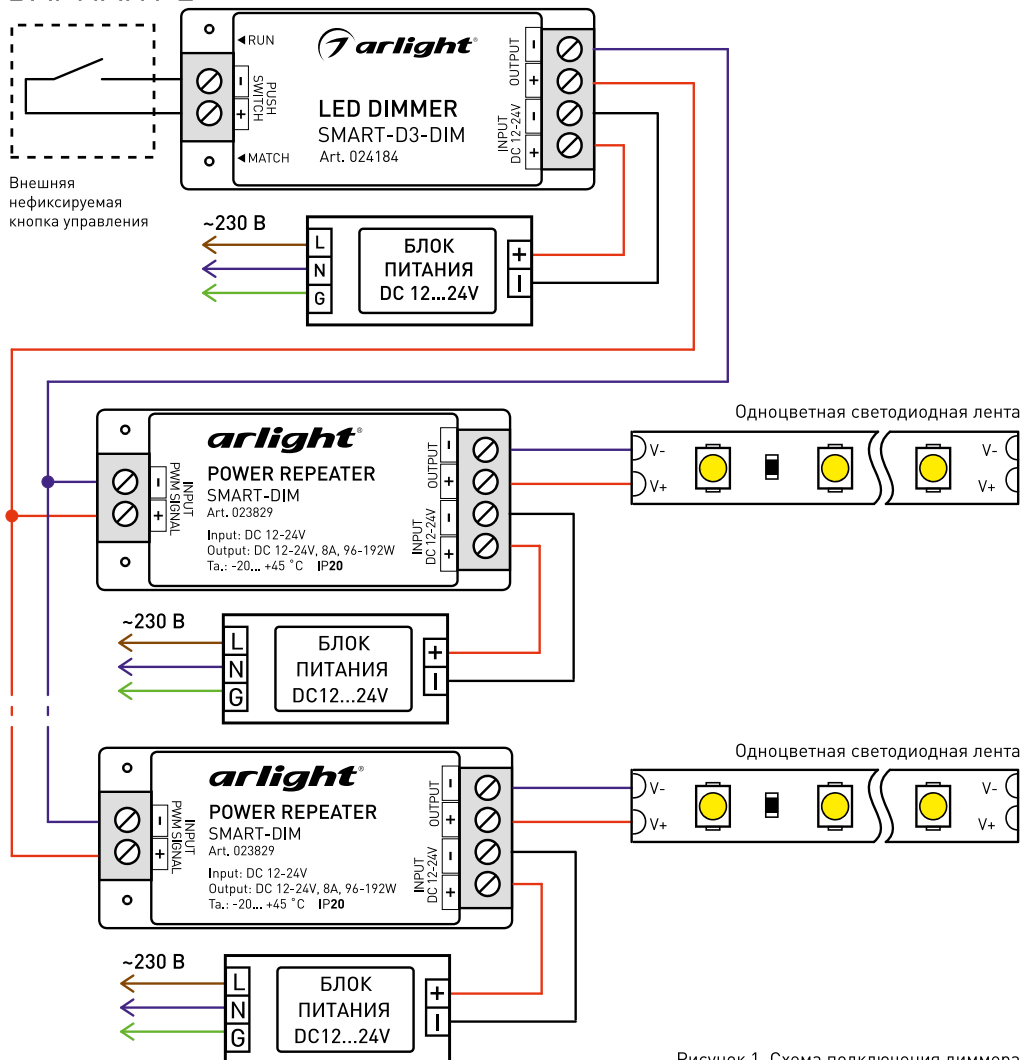 ◄RUN
arlight®
LED DIMMER
SMART-D3-DIM
Art. 024184
◄MATCH
- +
PUSH
SWITCH
OUTPUT
- +
INPUT
DC 12-24V
- +
Внешняя
нефиксируемая
кнопка управления
~230 В
L
N
G
БЛОК
ПИТАНИЯ
DC 12...24V
+
-
Одноцветная светодиодная лента
arlight®
POWER REPEATER
SMART-DIM
Art. 023829
Input: DC 12-24V
Output: DC 12-24V, 8A, 96-192W
Ta.: -20... +45 °C IP20
- +
INPUT
PWM SIGNAL
OUTPUT
- +
INPUT
DC 12-24V
- +
V-
V+
V-
V+
~230 В
L
N
G
БЛОК
ПИТАНИЯ
DC12...24V
+
-
Одноцветная светодиодная лента
arlight®
POWER REPEATER
SMART-DIM
Art. 023829
Input: DC 12-24V
Output: DC 12-24V, 8A, 96-192W
Ta.: -20... +45 °C IP20
- +
INPUT
PWM SIGNAL
OUTPUT
- +
INPUT
DC 12-24V
- +
V-
V+
V-
V+
~230 В
L
N
G
БЛОК
ПИТАНИЯ
DC12...24V
+
-
Рисунок 1. Схема подключения диммера